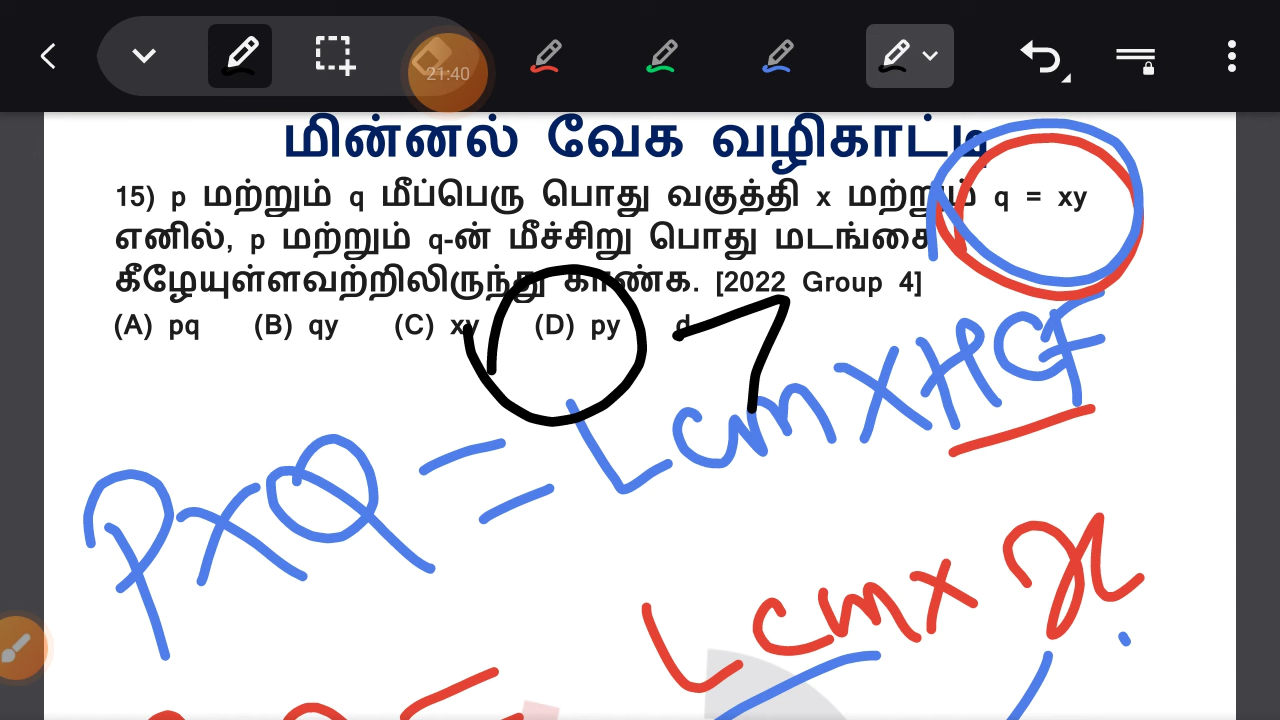 21:40
மின்னல் வேக வழிகாட்டி
15) p மற்றும் q மீப்பெரு பொது வகுத்தி x மற்றும் q = xy
எனில், p மற்றும் q-ன் மீச்சிறு பொது மடங்கை
கீழேயுள்ளவற்றிலிருந்து காண்க. [2022 Group 4]
(A) pq (B) qy (C) xy (D) py d
PXQ = Lcm X HCF
Lcm x x